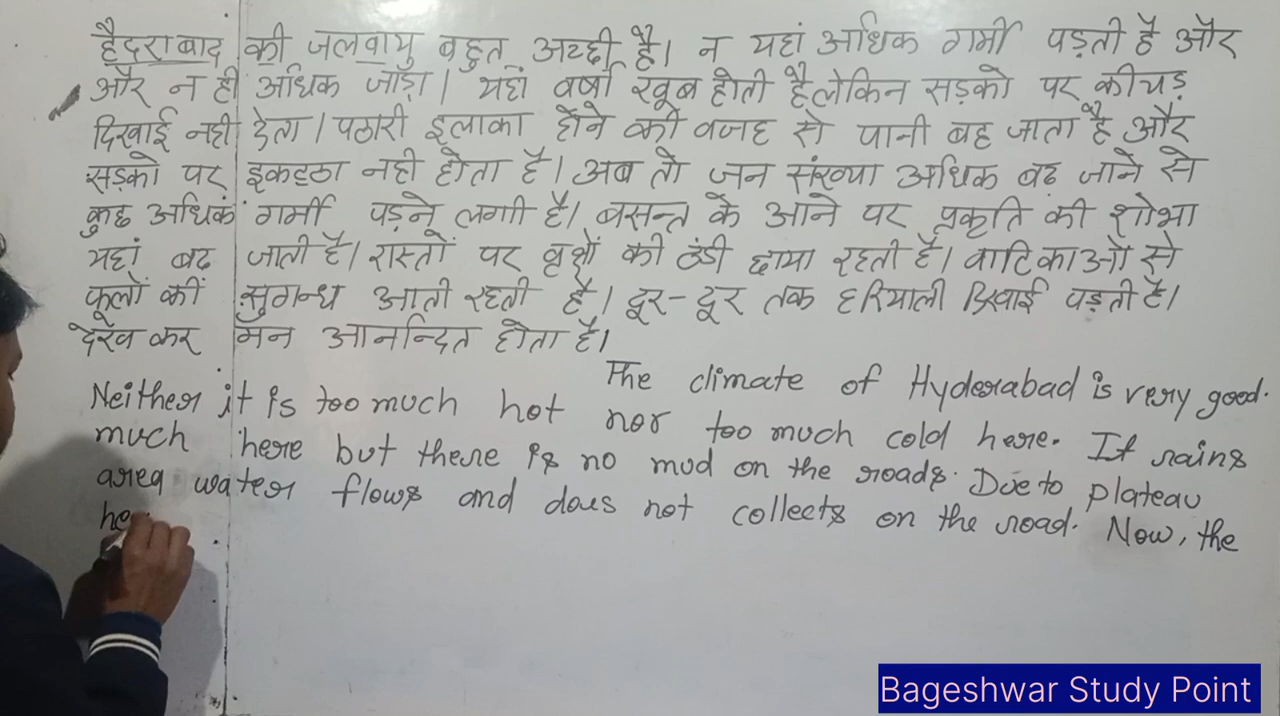 हैदराबाद की जलवायु बहुत अच्छी है। न यहां अधिक गर्मी पड़ती है और
और न ही अधिक जाड़ा। यहां वर्षा खूब होती है लेकिन सड़को पर कीचड़
दिखाई नही देता। पठारी इलाका होने की वजह से पानी बह जाता है और
सड़को पर इकट्ठा नही होता है। अब तो जन संख्या अधिक बढ़ जाने से
कुछ अधिक गर्मी पड़ने लगी है। बसन्त के आने पर प्रकृति की शोभा
यहां बढ़ जाती है। रास्तों पर वृक्षों की ठंडी छाया रहती है। वाटिकाओं से
फूलों की सुगन्ध आती रहती है। दूर-दूर तक हरियाली दिखाई पड़ती है।
देख कर मन आनन्दित होता है।
The climate of Hyderabad is very good.
Neither it is too much hot nor too much cold here. It rains
much here but there is no mud on the roads. Due to plateau
area water flows and does not collects on the road. Now, the
he
Bageshwar Study Point